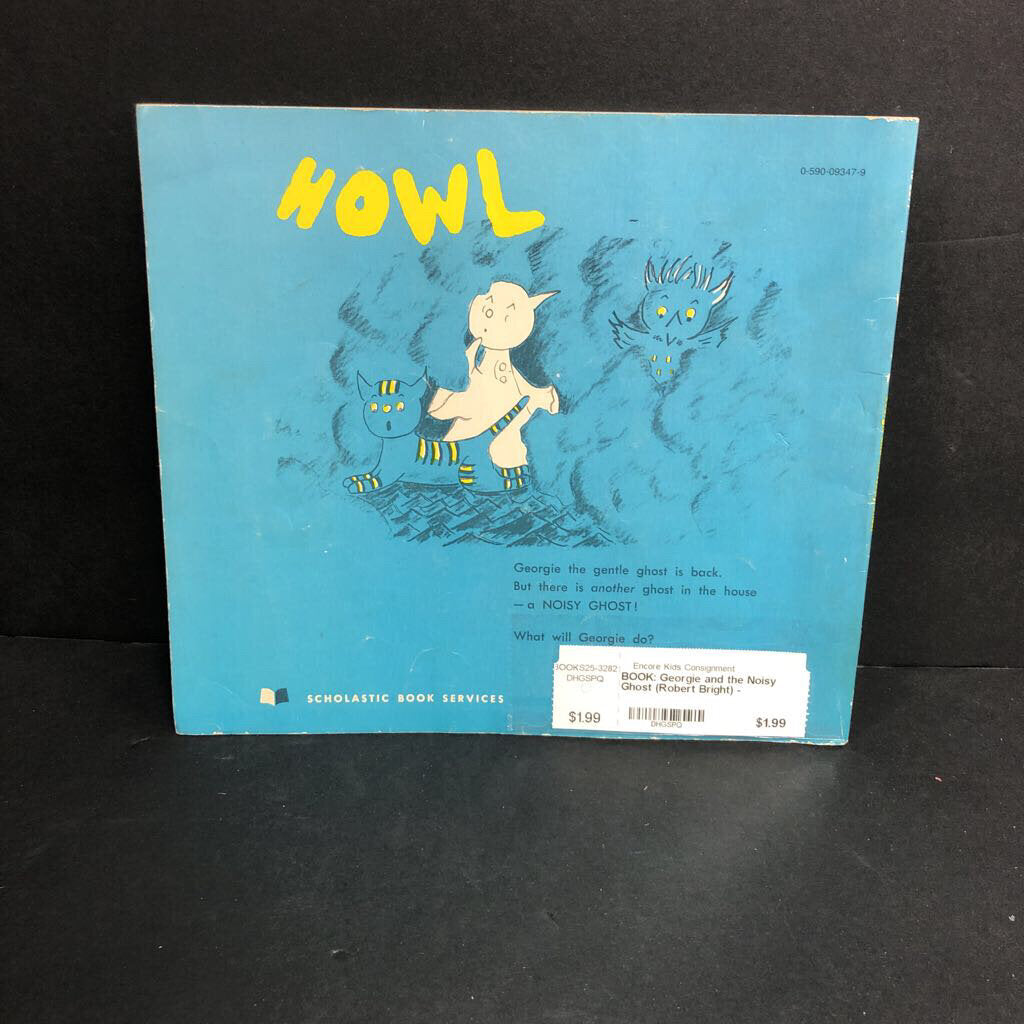 HOWL
0-590-09347-9
Georgie the gentle ghost is back.
But there is another ghost in the house
— a NOISY GHOST!
What will Georgie do?
SCHOLASTIC BOOK SERVICES
BOOKS25-3282
DHGSPQ
$1.99
Encore Kids Consignment
BOOK: Georgie and the Noisy
Ghost (Robert Bright) -
DHGSPQ
$1.99